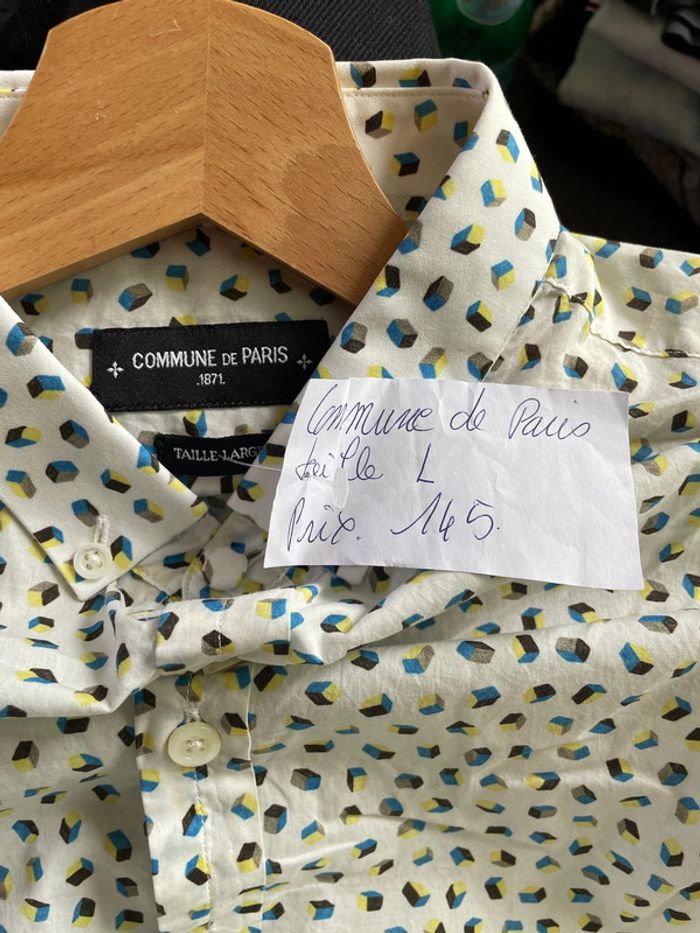 COMMUNE DE PARIS
.1871.
TAILLE LARGE
Commune de Paris
taille L
Prix. 145.